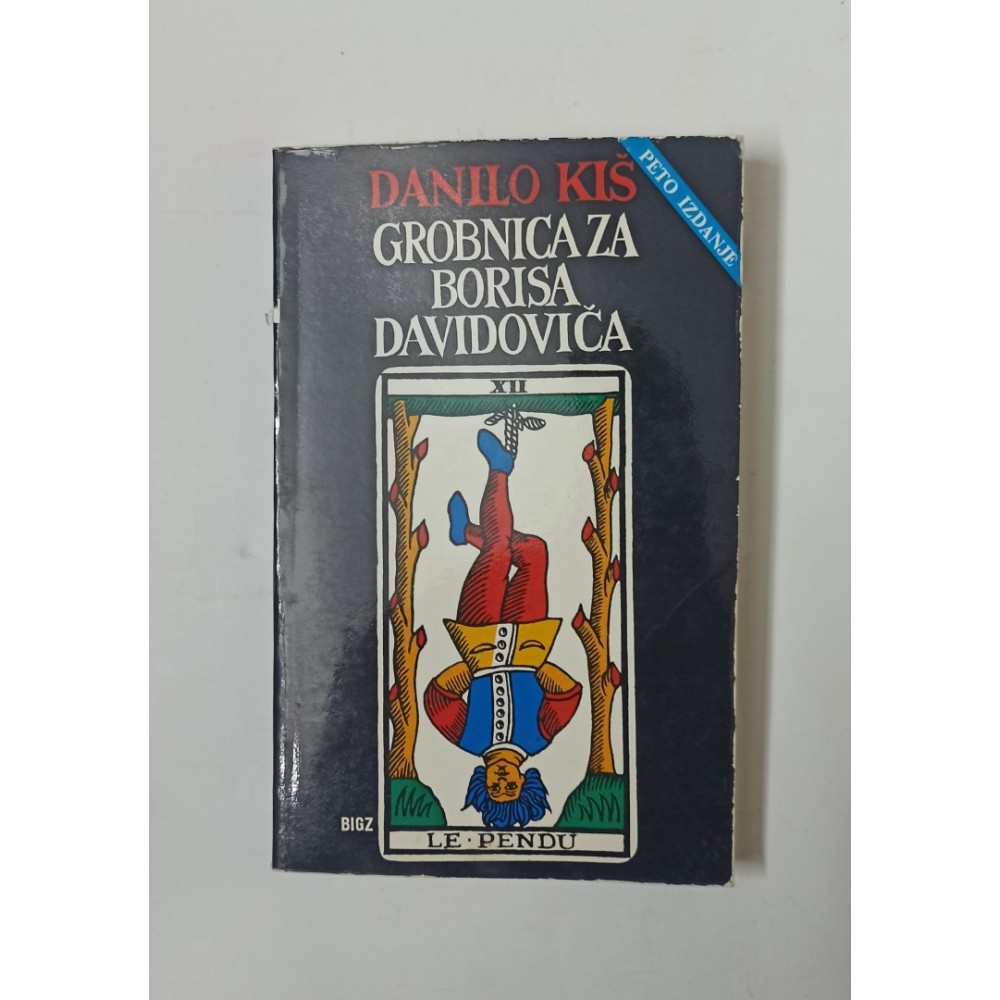 DANILO KIŠ
PETO IZDANJE
GROBNICA ZA
BORISA
DAVIDOVIČA
XII
BIGZ
LE·PENDU